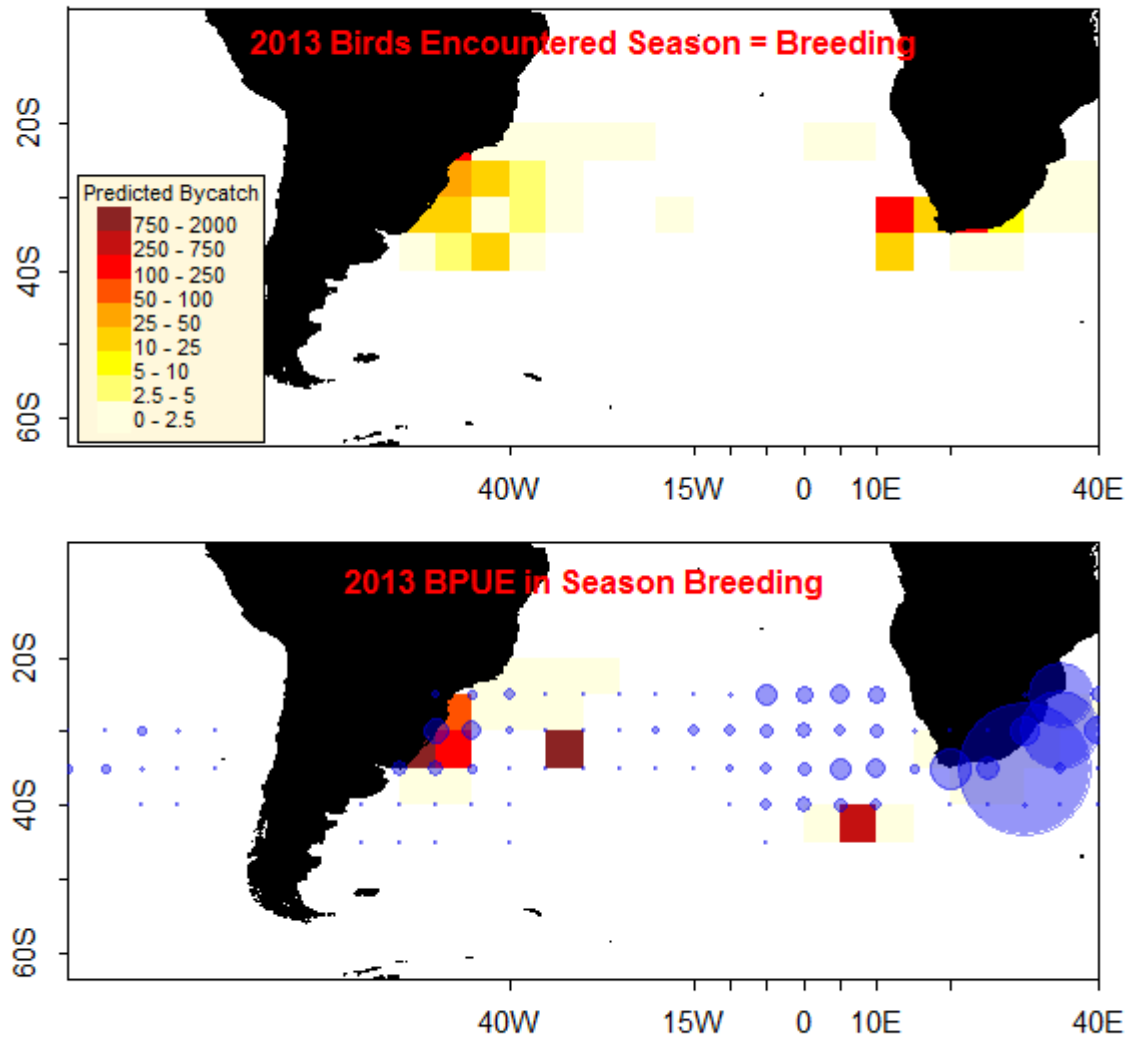 2013 Birds Encountered Season = Breeding
20S
40S
60S
Predicted Bycatch
750 - 2000
250 - 750
100 - 250
50 - 100
25 - 50
10 - 25
5 - 10
2.5 - 5
0 - 2.5
40W 15W 0 10E 40E
2013 BPUE in Season Breeding
20S
40S
60S
40W 15W 0 10E 40E